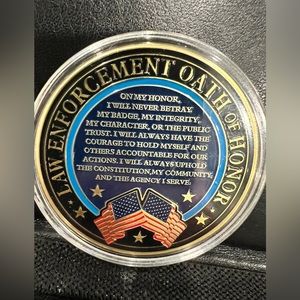 LAW ENFORCEMENT OATH OF HONOR
ON MY HONOR,
I WILL NEVER BETRAY
MY BADGE, MY INTEGRITY,
MY CHARACTER, OR THE PUBLIC
TRUST. I WILL ALWAYS HAVE THE
COURAGE TO HOLD MYSELF AND
OTHERS ACCOUNTABLE FOR OUR
ACTIONS. I WILL ALWAYS UPHOLD
THE CONSTITUTION, MY COMMUNITY,
AND THE AGENCY I SERVE.